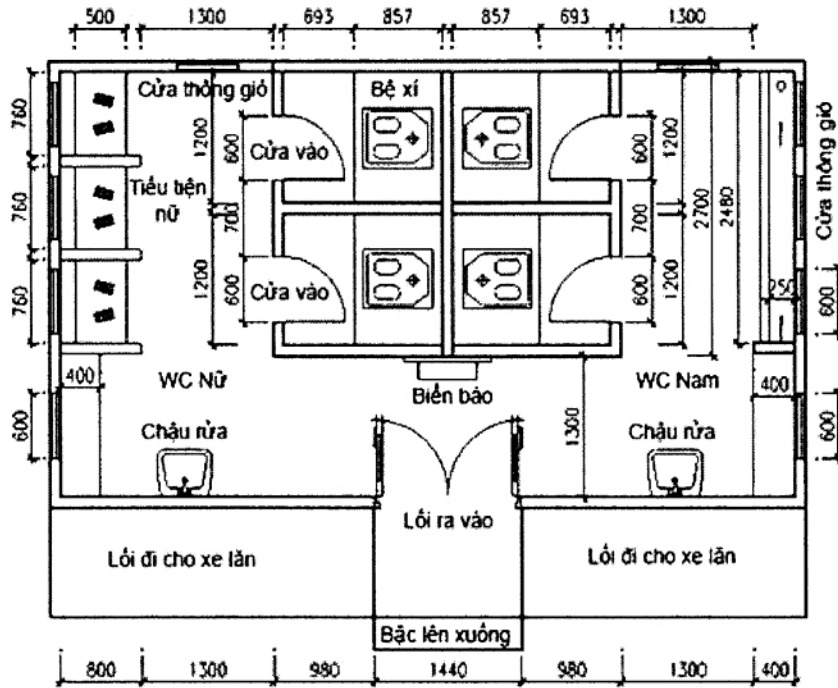 500 1300 693 857 857 693 1300
Cửa thông gió
Bệ xí
760 1200 600 Cửa vào 600 1200
Cửa thông gió
760 Tiểu tiện nữ 700 700 2700 2480
760 1200 600 Cửa vào 600 1200 250 600
400 WC Nữ Biển báo WC Nam 400
600 Chậu rửa 1300 Chậu rửa 600
Lối ra vào
Lối đi cho xe lăn Lối đi cho xe lăn
Bậc lên xuống
800 1300 980 1440 980 1300 400